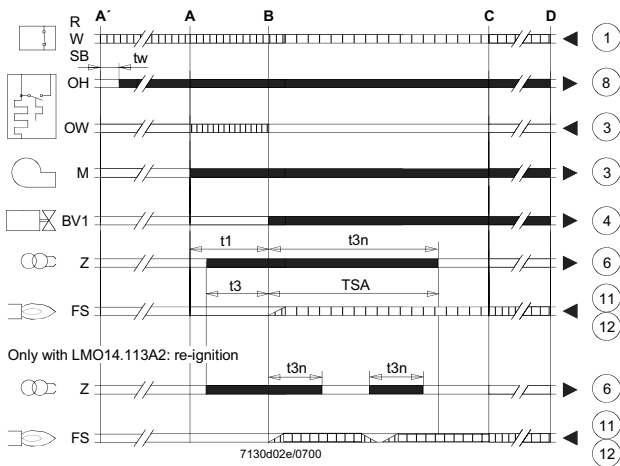 A´ A B C D
R
W 1
SB tw
OH 8
OW 3
M 3
BV1 4
t1 t3n
Z 6
t3 TSA
FS 11
12
Only with LMO14.113A2: re-ignition
t3n t3n
Z 6
FS 11
12
7130d02e/0700